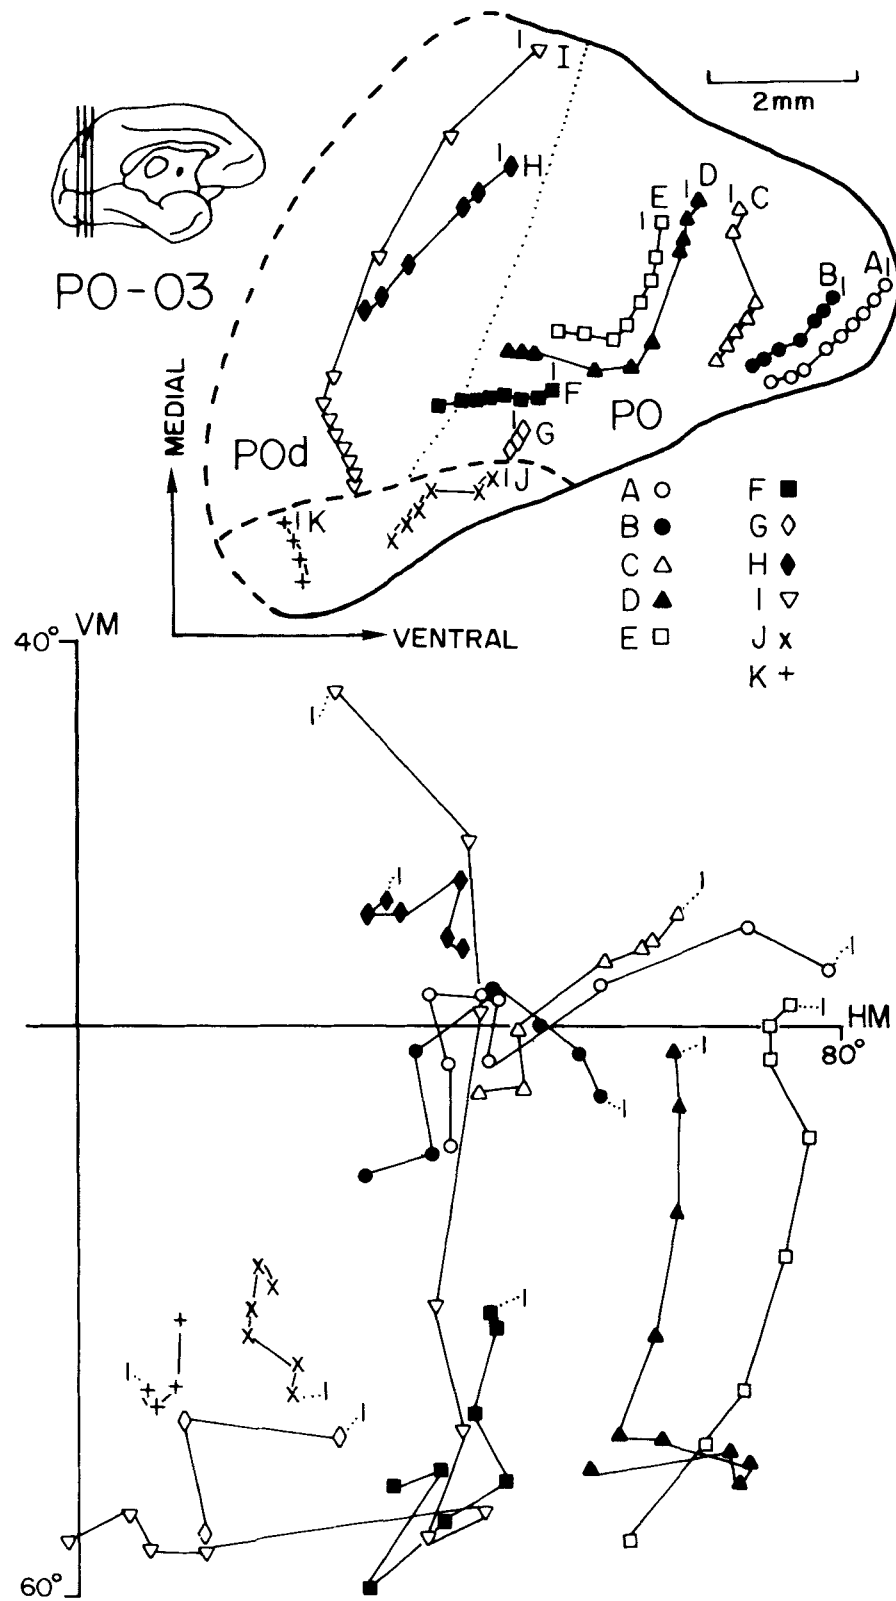 I I
2mm
I H
D
E I I C
I
PO-03
B I A I
MEDIAL
I
F
POd
PO
I G
I J
I K
A F
B G
C H
D I
E J
K
VENTRAL
40° VM
I
I
I
I
HM
80°
I
I
I
I
I
I
I
60°